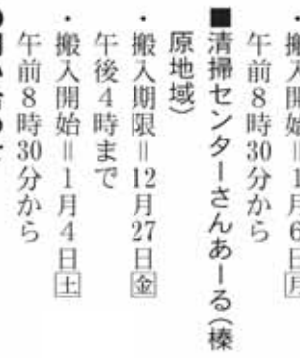 ・搬入開始＝1月6日月
午前8時30分から
■清掃センターさんあーる（榛
原地域）
・搬入期限＝12月27日金
午後4時まで
・搬入開始＝1月4日土
午前8時30分から